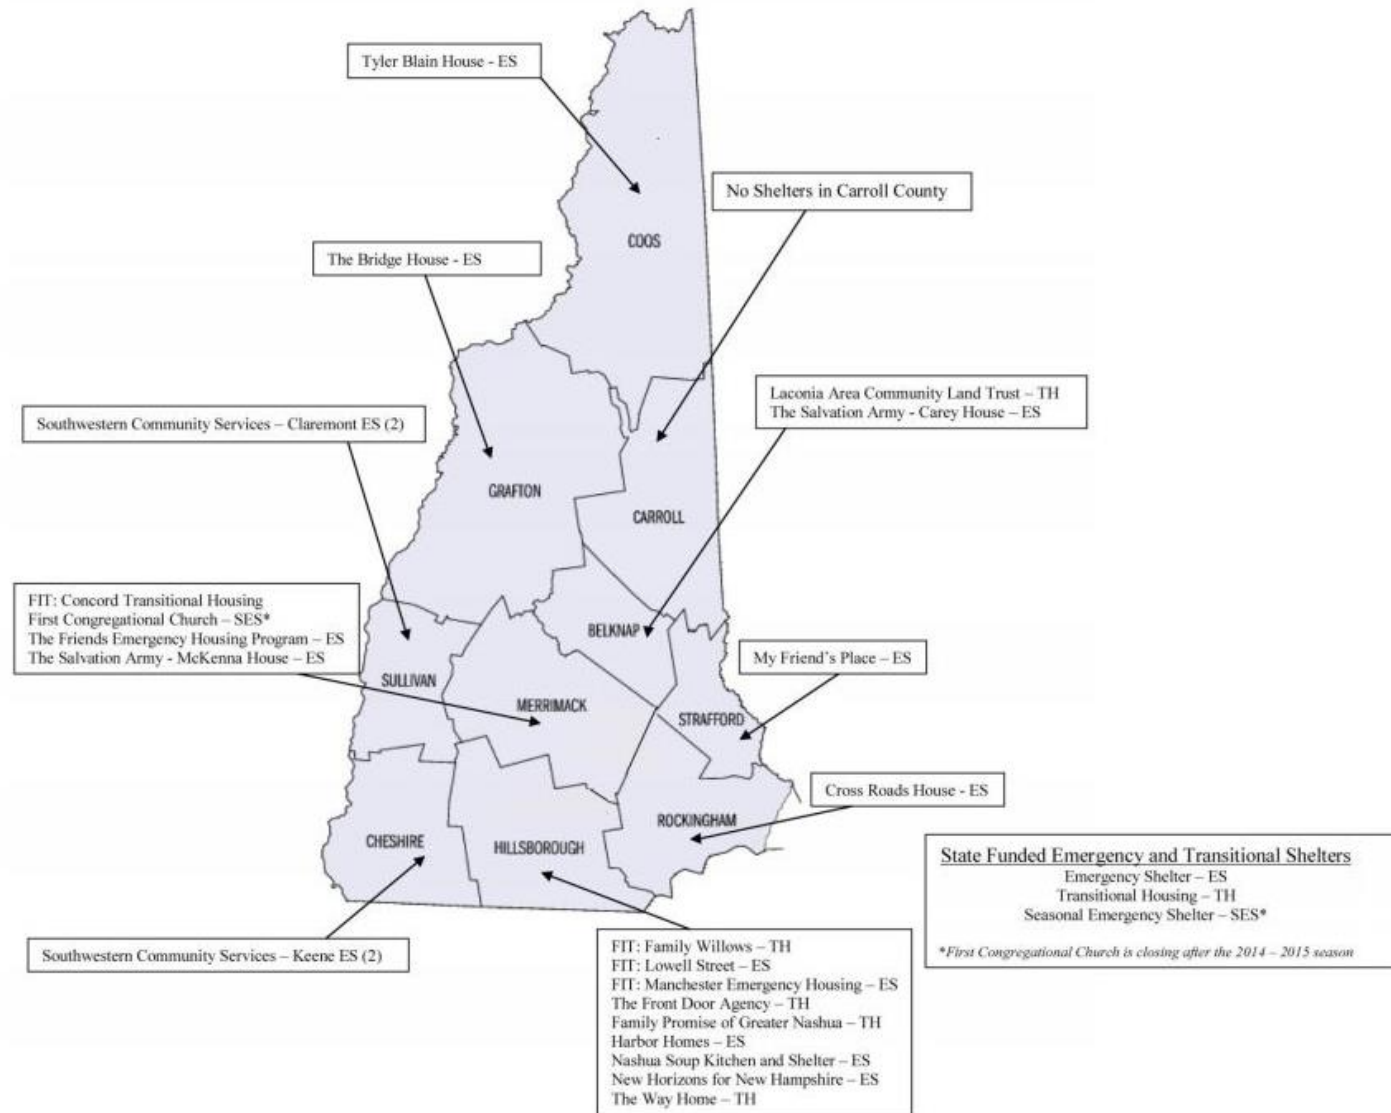 Tyler Blain House - ES
No Shelters in Carroll County
COOS
The Bridge House - ES
Laconia Area Community Land Trust – TH
The Salvation Army - Carey House – ES
Southwestern Community Services – Claremont ES (2)
GRAFTON
CARROLL
FIT: Concord Transitional Housing
First Congregational Church – SES*
The Friends Emergency Housing Program – ES
The Salvation Army - McKenna House – ES
BELKNAP
My Friend's Place – ES
SULLIVAN
MERRIMACK
STRAFFORD
Cross Roads House - ES
ROCKINGHAM
CHESHIRE
HILLSBOROUGH
State Funded Emergency and Transitional Shelters
Emergency Shelter – ES
Transitional Housing – TH
Seasonal Emergency Shelter – SES*
*First Congregational Church is closing after the 2014 – 2015 season
Southwestern Community Services – Keene ES (2)
FIT: Family Willows – TH
FIT: Lowell Street – ES
FIT: Manchester Emergency Housing – ES
The Front Door Agency – TH
Family Promise of Greater Nashua – TH
Harbor Homes – ES
Nashua Soup Kitchen and Shelter – ES
New Horizons for New Hampshire – ES
The Way Home – TH